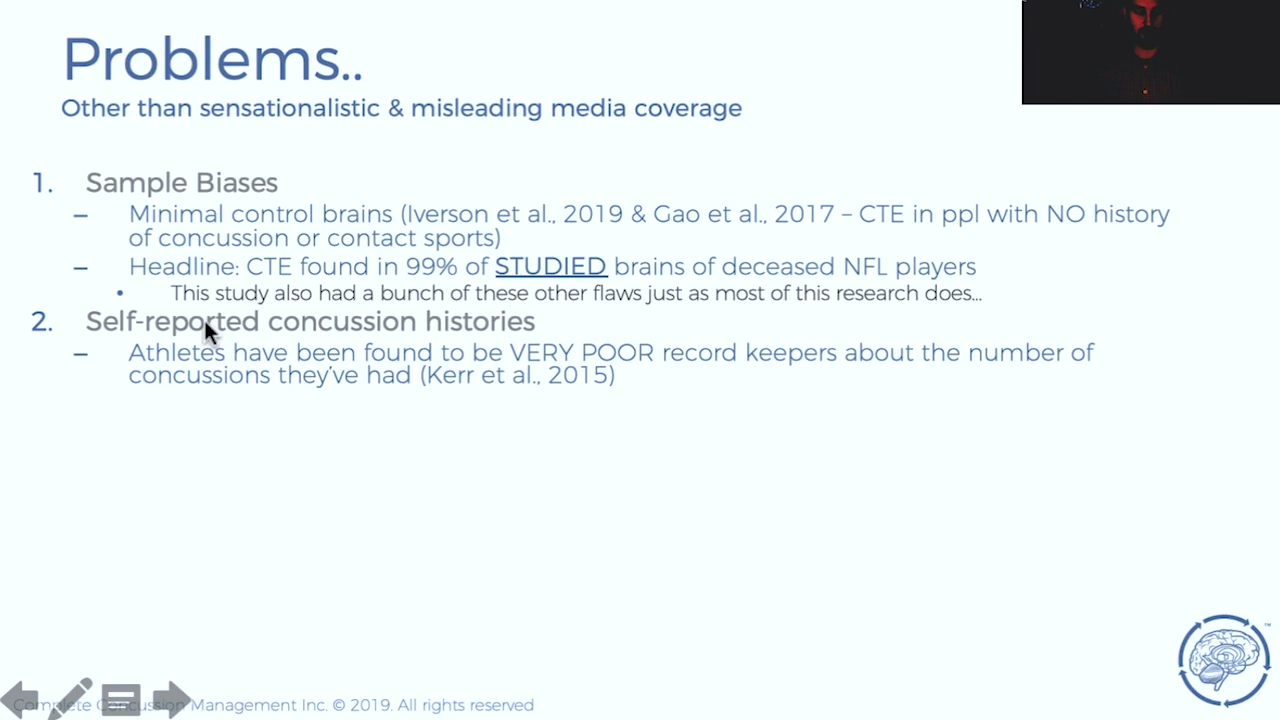 Problems..
Other than sensationalistic & misleading media coverage
1. Sample Biases
– Minimal control brains (Iverson et al., 2019 & Gao et al., 2017 – CTE in ppl with NO history
of concussion or contact sports)
– Headline: CTE found in 99% of STUDIED brains of deceased NFL players
• This study also had a bunch of these other flaws just as most of this research does...
2. Self-reported concussion histories
– Athletes have been found to be VERY POOR record keepers about the number of
concussions they've had (Kerr et al., 2015)
Complete Concussion Management Inc. © 2019. All rights reserved
TM